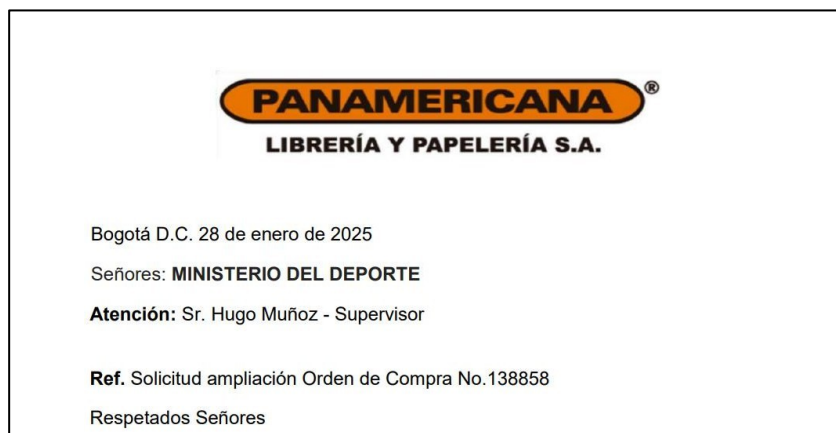 PANAMERICANA®
LIBRERÍA Y PAPELERÍA S.A.
Bogotá D.C. 28 de enero de 2025
Señores: MINISTERIO DEL DEPORTE
Atención: Sr. Hugo Muñoz - Supervisor
Ref. Solicitud ampliación Orden de Compra No.138858
Respetados Señores